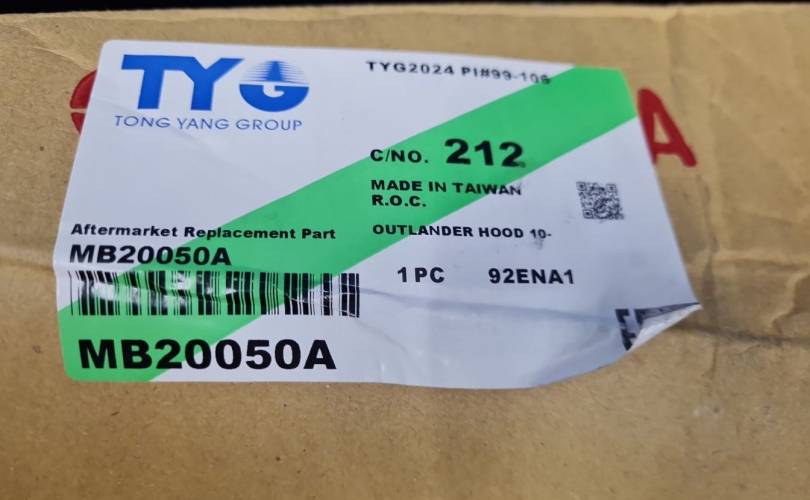 TYG
TONG YANG GROUP
TYG2024 PI#99-106
C/NO. 212
MADE IN TAIWAN
R.O.C.
Aftermarket Replacement Part
OUTLANDER HOOD 10-
MB20050A
1 PC 92ENA1
MB20050A
A